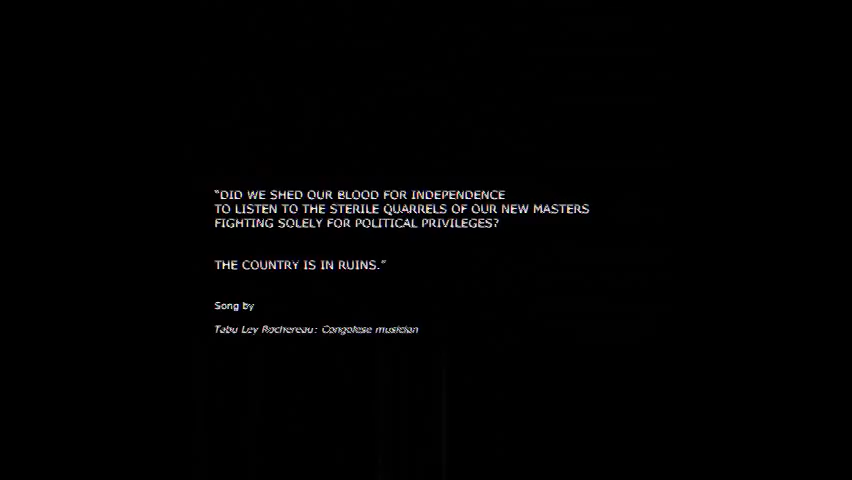 “DID WE SHED OUR BLOOD FOR INDEPENDENCE
TO LISTEN TO THE STERILE QUARRELS OF OUR NEW MASTERS
FIGHTING SOLELY FOR POLITICAL PRIVILEGES?
THE COUNTRY IS IN RUINS.”
Song by
Tabu Ley Rochereau: Congolese musician